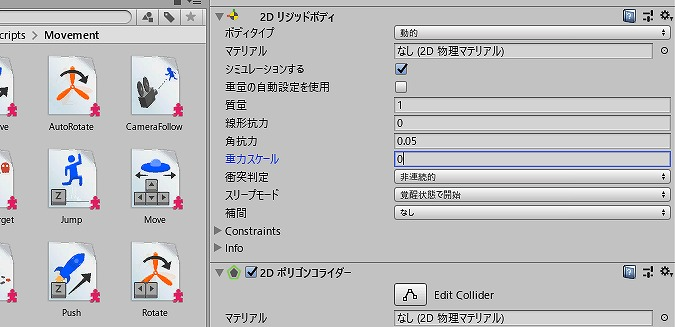 cripts › Movement
ve
AutoRotate
CameraFollow
rget
Z
Jump
Move
Z
Push
Rotate
2D リジッドボディ
ボディタイプ 動的
マテリアル なし (2D 物理マテリアル)
シミュレーションする
重量の自動設定を使用
質量 1
線形抗力 0
角抗力 0.05
重力スケール 0
衝突判定 非連続的
スリープモード 覚醒状態で開始
補間 なし
Constraints
Info
2D ポリゴンコライダー
Edit Collider
マテリアル なし (2D 物理マテリアル)